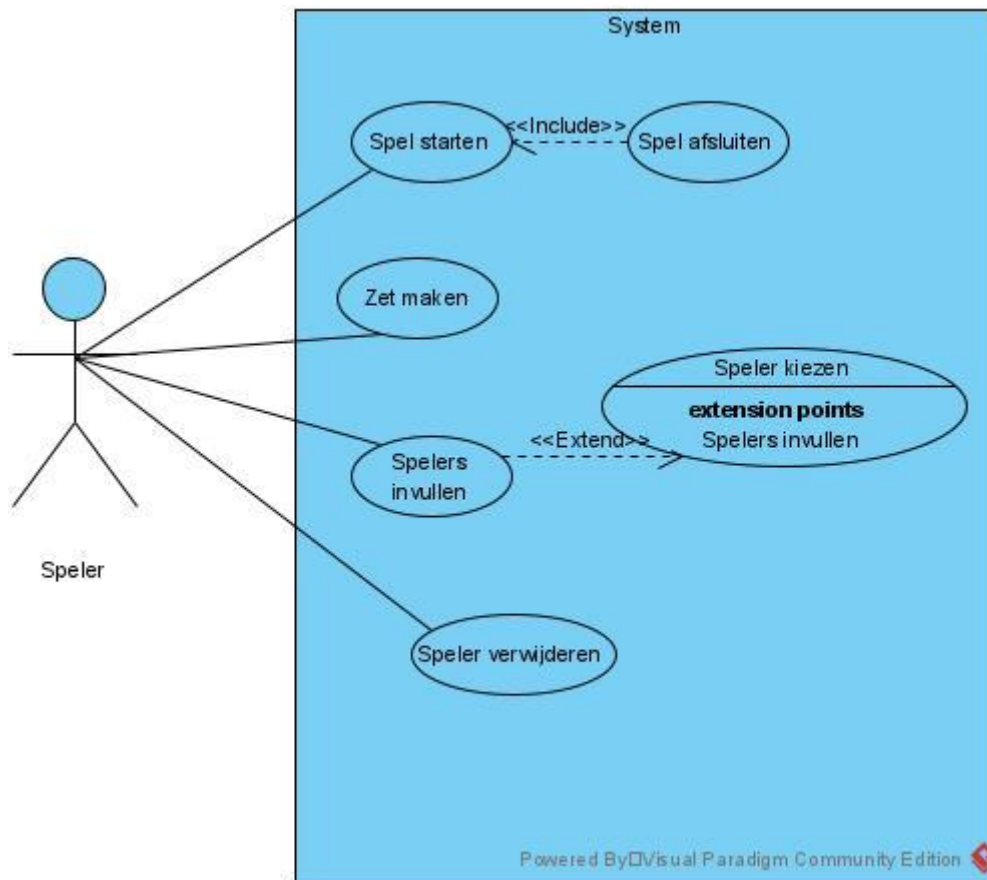 System
Spel starten
<<Include>>
Spel afsluiten
Zet maken
Speler kiezen
extension points
Spelers invullen
<<Extend>>
Spelers
invullen
Speler
Speler verwijderen
Powered By□Visual Paradigm Community Edition